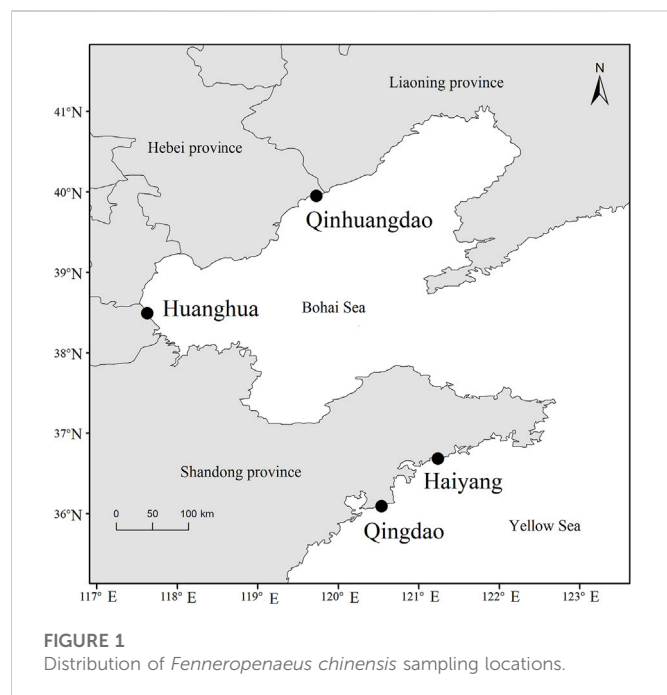 N
Liaoning province
41°N
Hebei province
40°N
Qinhuangdao
39°N
Huanghua
Bohai Sea
38°N
37°N
Shandong province
Haiyang
0 50 100 km
36°N
Qingdao
Yellow Sea
117° E 118° E 119° E 120° E 121° E 122° E 123° E
FIGURE 1
Distribution of Fenneropenaeus chinensis sampling locations.